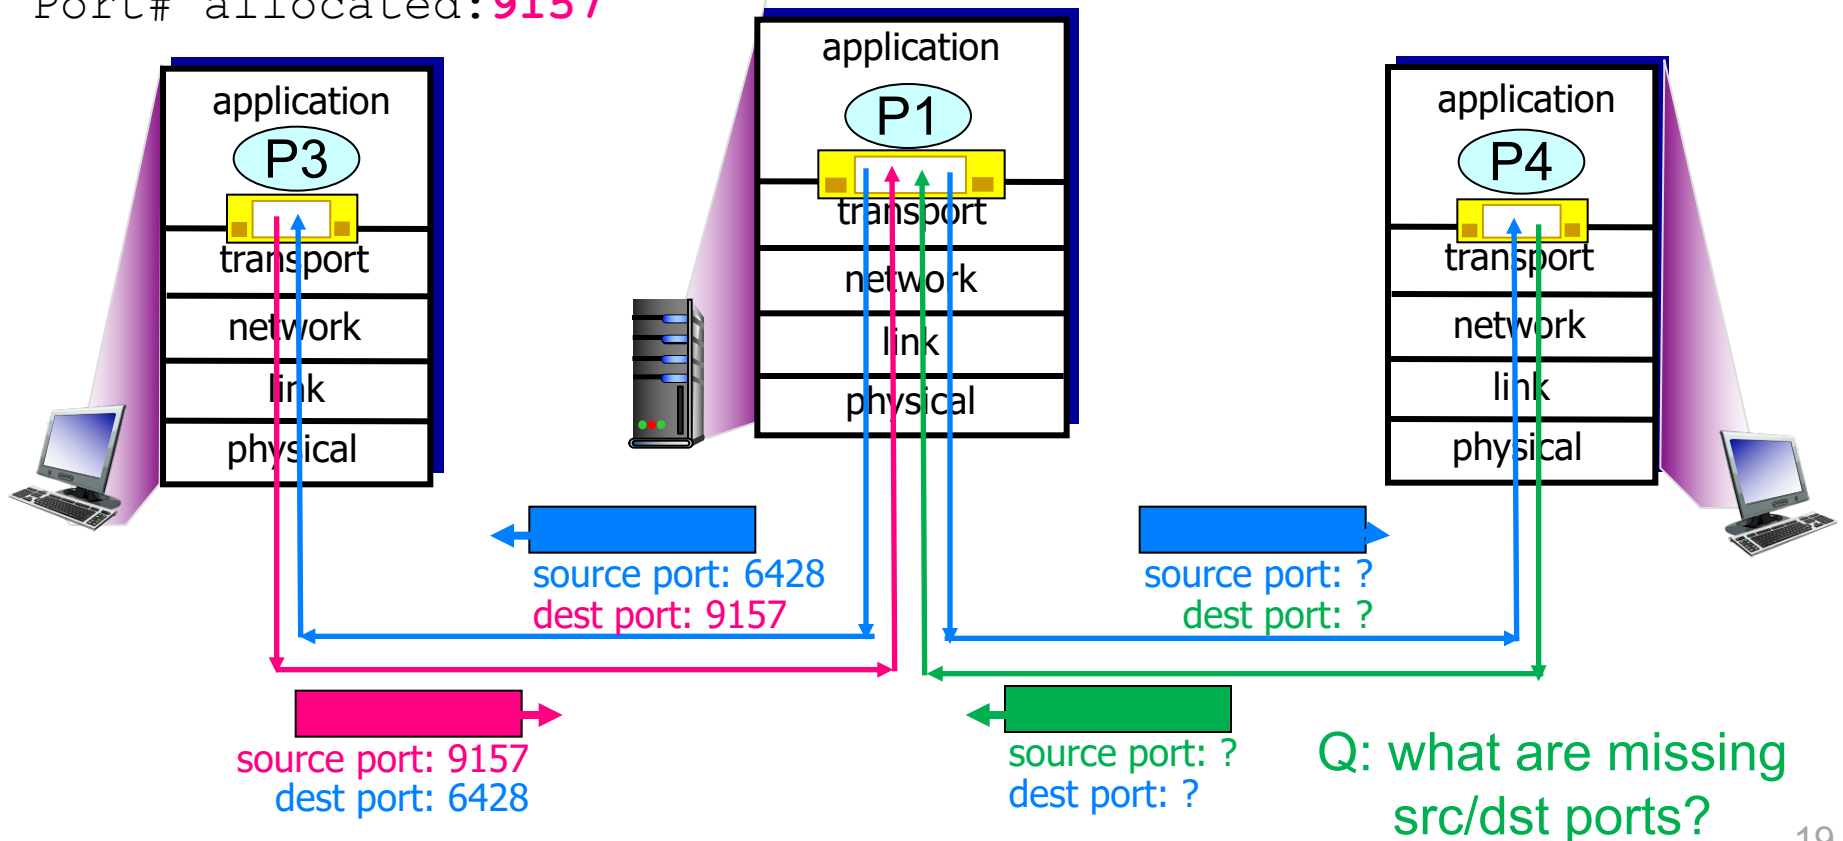 Port# allocated:9157
application
P3
transport
network
link
physical
application
P1
transport
network
link
physical
application
P4
transport
network
link
physical
source port: 6428
dest port: 9157
source port: ?
dest port: ?
source port: 9157
dest port: 6428
source port: ?
dest port: ?
Q: what are missing
src/dst ports?
19